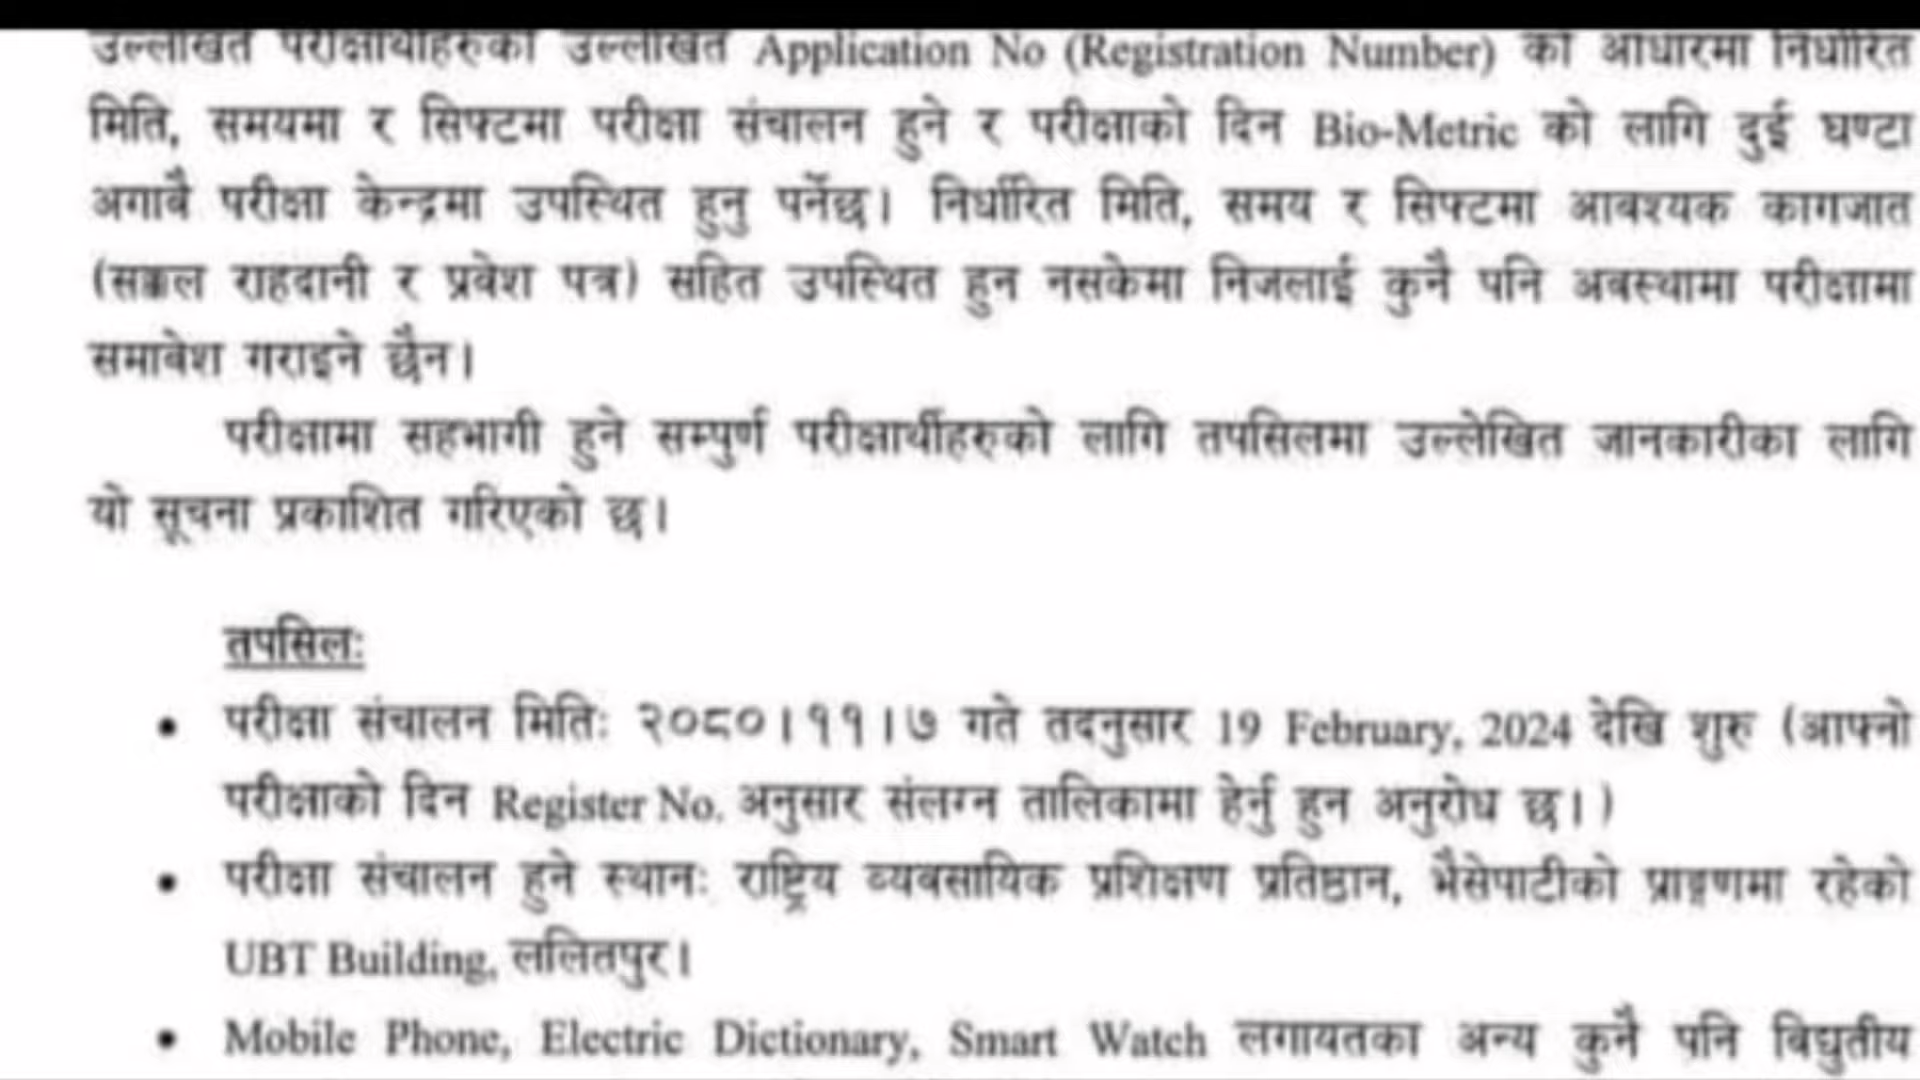 उल्लेखित परीक्षार्थीहरुको उल्लेखित Application No (Registration Number) को आधारमा निर्धारित
मिति, समयमा र सिफ्टमा परीक्षा संचालन हुने र परीक्षाको दिन Bio-Metric को लागि दुई घण्टा
अगाबै परीक्षा केन्द्रमा उपस्थित हुनु पर्नेछ। निर्धारित मिति, समय र सिफ्टमा आवश्यक कागजात
(सक्कल राहदानी र प्रवेश पत्र) सहित उपस्थित हुन नसकेमा निजलाई कुनै पनि अवस्थामा परीक्षामा
समावेश गराइने छैन।
परीक्षामा सहभागी हुने सम्पुर्ण परीक्षार्थीहरुको लागि तपसिलमा उल्लेखित जानकारीका लागि
यो सूचना प्रकाशित गरिएको छ।
तपसिल:
• परीक्षा संचालन मिति: २०८०।११।७ गते तदनुसार 19 February, 2024 देखि शुरु (आफ्नो
परीक्षाको दिन Register No. अनुसार संलग्न तालिकामा हेर्नु हुन अनुरोध छ।)
• परीक्षा संचालन हुने स्थान: राष्ट्रिय व्यवसायिक प्रशिक्षण प्रतिष्ठान, भैसेपाटीको प्राङ्गणमा रहेको
UBT Building, ललितपुर।
• Mobile Phone, Electric Dictionary, Smart Watch लगायतका अन्य कुनै पनि विद्युतीय